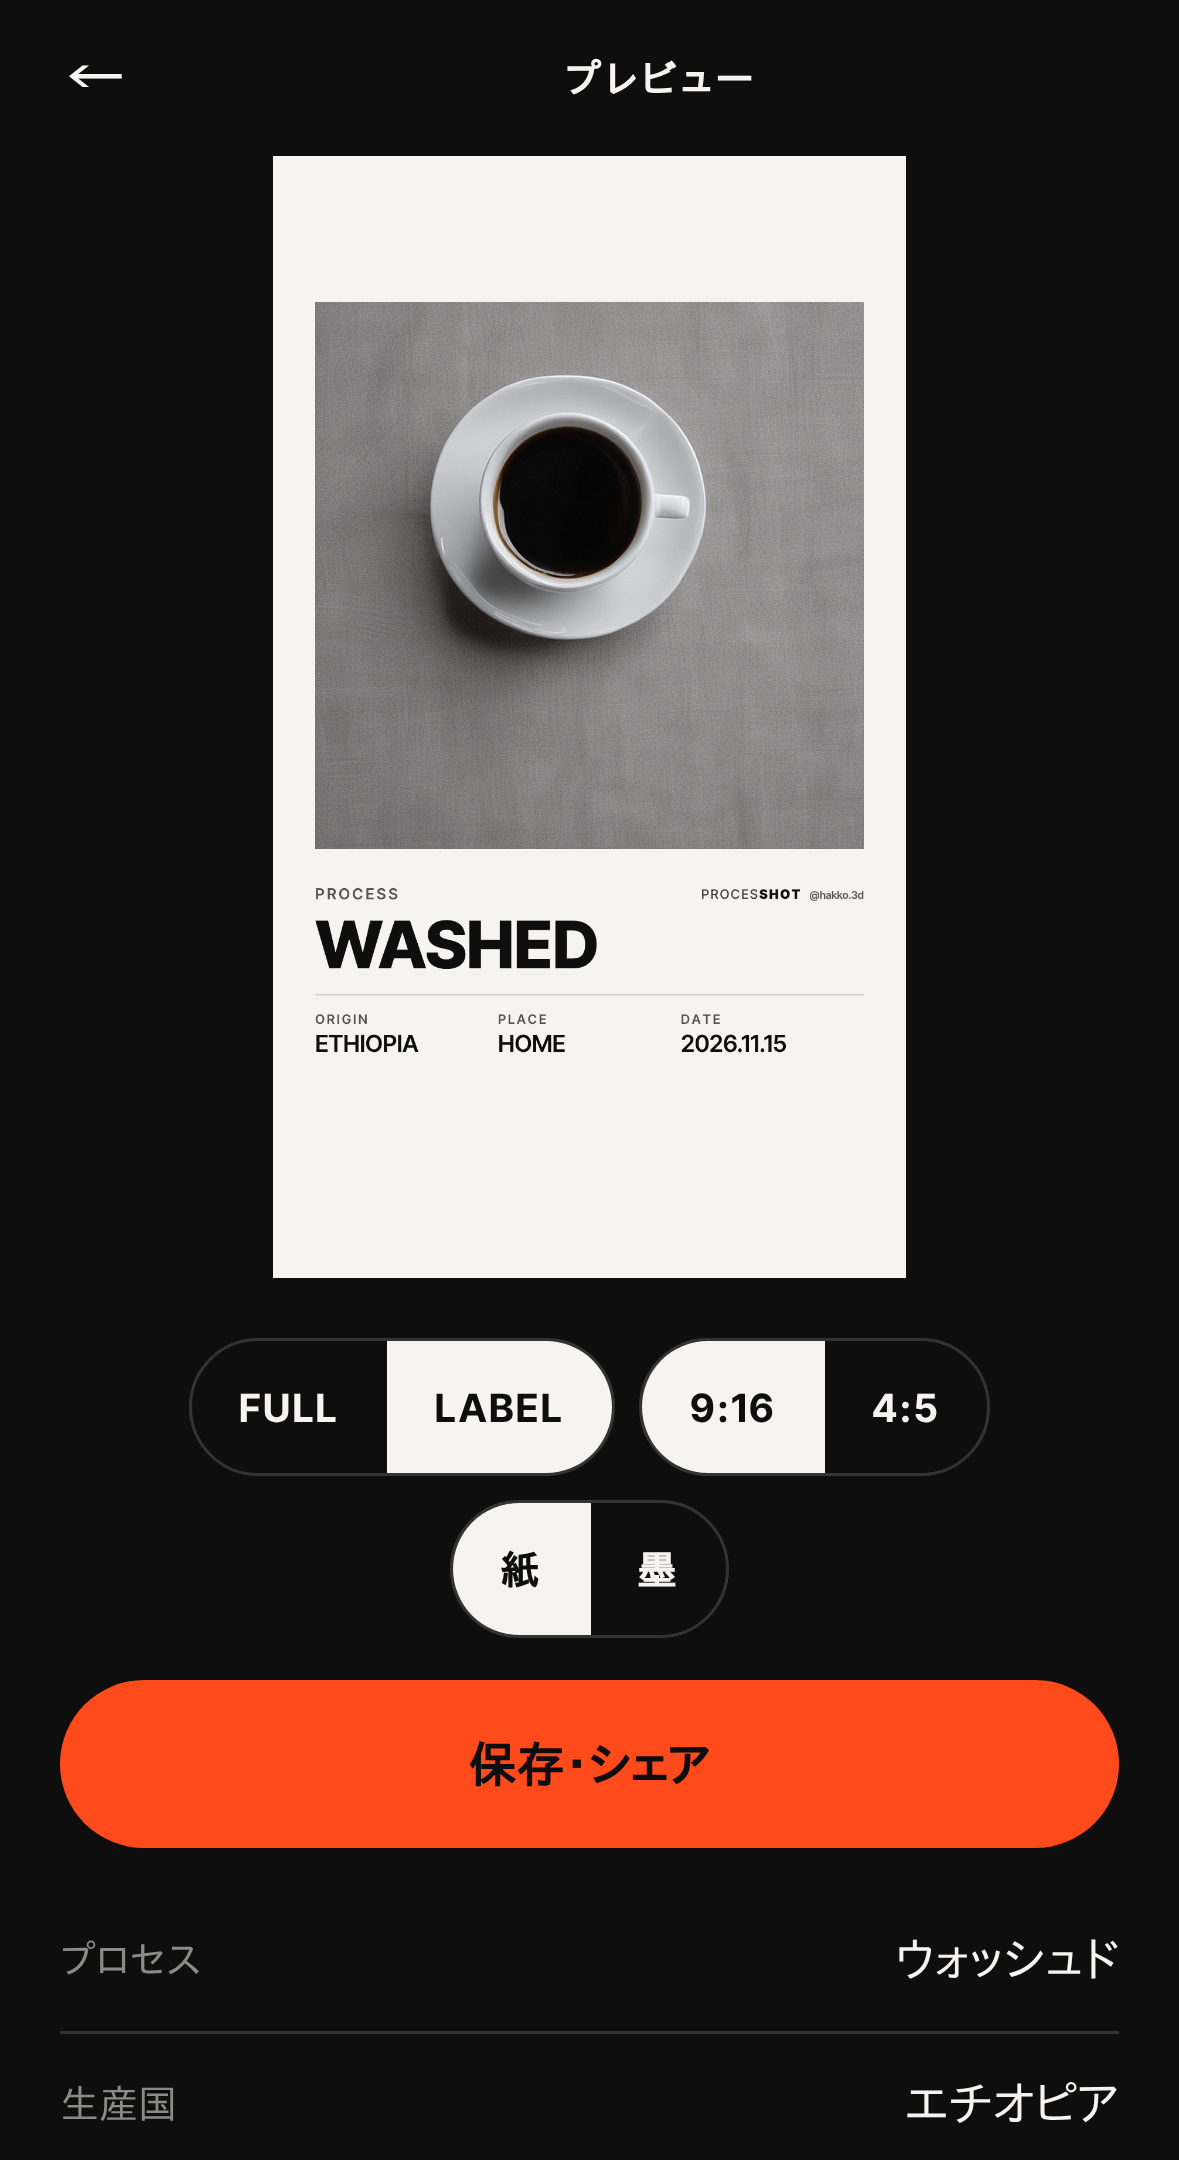 ←
プレビュー
PROCESS
PROCESSHOT @hakko.3d
WASHED
ORIGIN PLACE DATE
ETHIOPIA HOME 2026.11.15
FULL LABEL 9:16 4:5
紙 墨
保存・シェア
プロセス ウォッシュド
生産国 エチオピア